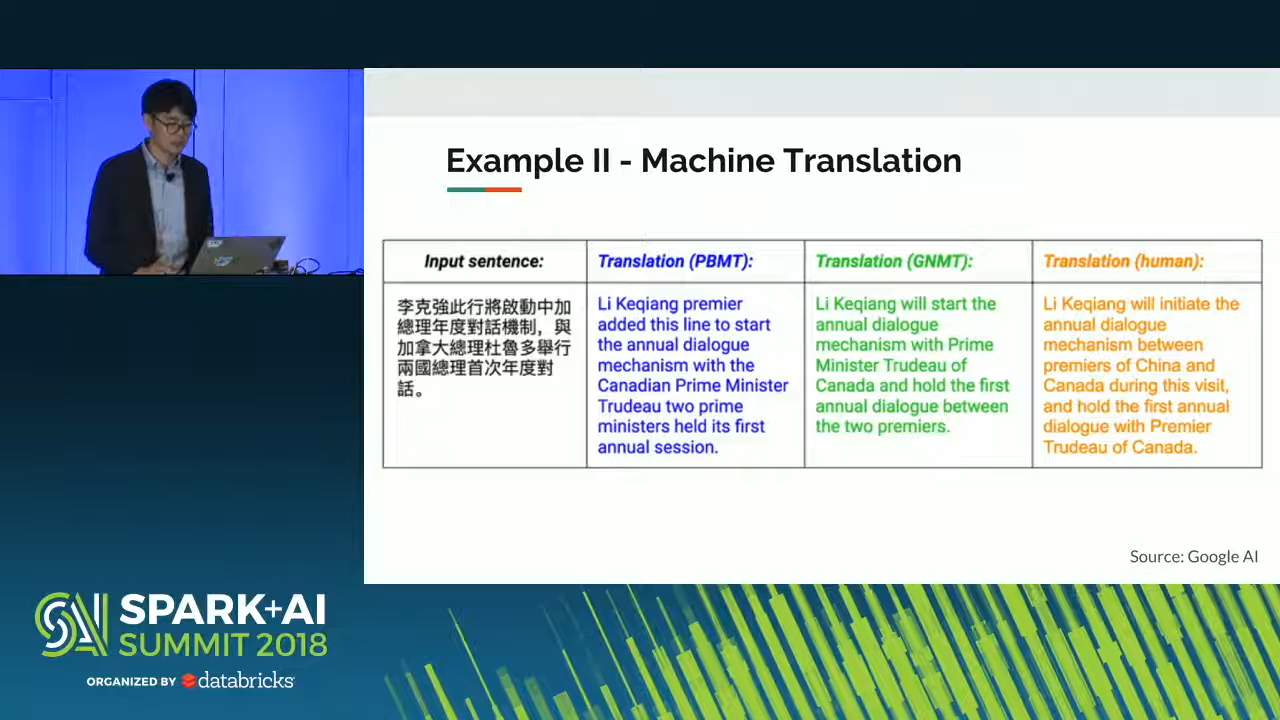 Example II - Machine Translation
Input sentence:
李克強此行將啟動中加
總理年度對話機制，與
加拿大總理杜魯多舉行
兩國總理首次年度對
話。
Translation (PBMT):
Li Keqiang premier
added this line to start
the annual dialogue
mechanism with the
Canadian Prime Minister
Trudeau two prime
ministers held its first
annual session.
Translation (GNMT):
Li Keqiang will start the
annual dialogue
mechanism with Prime
Minister Trudeau of
Canada and hold the first
annual dialogue between
the two premiers.
Translation (human):
Li Keqiang will initiate the
annual dialogue
mechanism between
premiers of China and
Canada during this visit,
and hold the first annual
dialogue with Premier
Trudeau of Canada.
Source: Google AI
SPARK+AI
SUMMIT 2018
ORGANIZED BY databricks